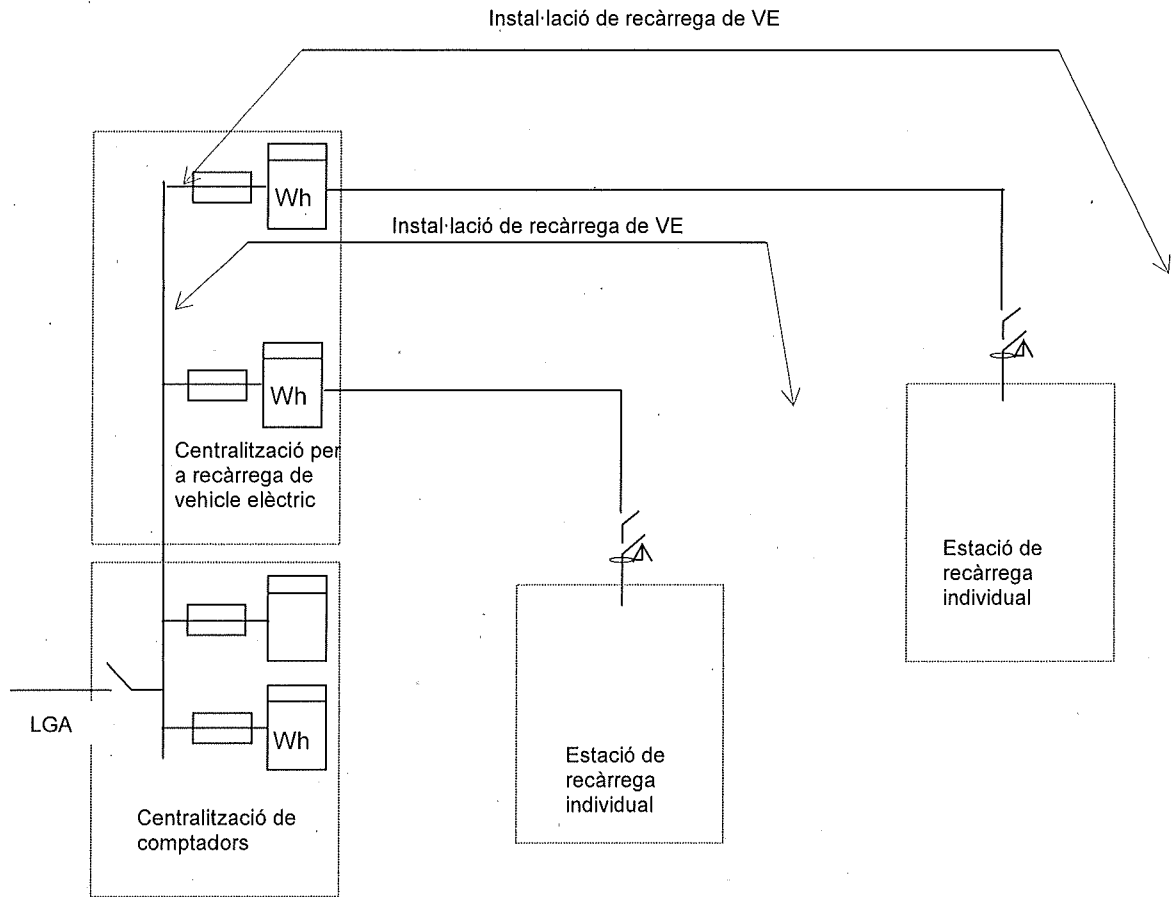 Instal·lació de recàrrega de VE
Wh
Instal·lació de recàrrega de VE
Wh
Centralització per
a recàrrega de
vehicle elèctric
Estació de
recàrrega
individual
LGA
Wh
Estació de
recàrrega
individual
Centralització de
comptadors